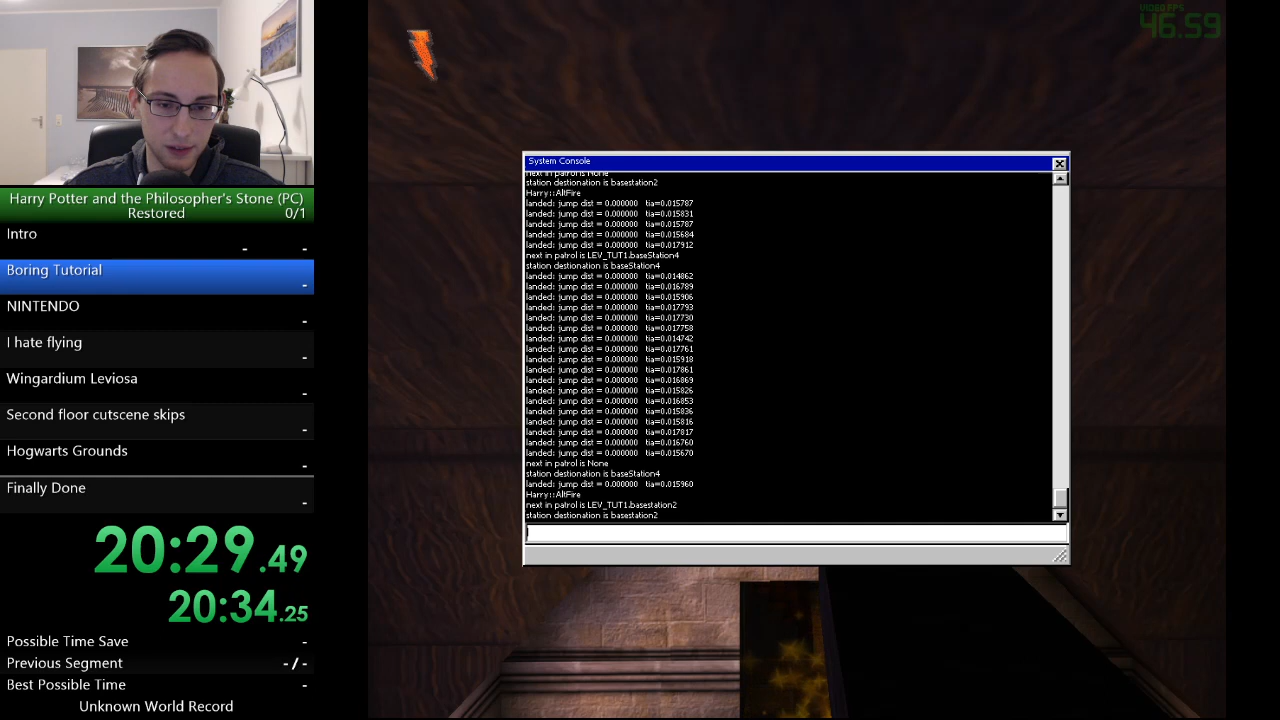 Harry Potter and the Philosopher's Stone (PC)
Restored 0/1
Intro
- -
Boring Tutorial
-
NINTENDO
-
I hate flying
-
Wingardium Leviosa
-
Second floor cutscene skips
-
Hogwarts Grounds
-
Finally Done
-
20:29.49
20:34.25
Possible Time Save -
Previous Segment - / -
Best Possible Time -
Unknown World Record
VIDEO FPS
46.59
System Console
next in patrol is None
station destionation is basestation2
Harry::AltFire
landed: jump dist = 0.000000 tia=0.015787
landed: jump dist = 0.000000 tia=0.015831
landed: jump dist = 0.000000 tia=0.015787
landed: jump dist = 0.000000 tia=0.015684
landed: jump dist = 0.000000 tia=0.017912
next in patrol is LEV_TUT1.baseStation4
station destionation is baseStation4
landed: jump dist = 0.000000 tia=0.014862
landed: jump dist = 0.000000 tia=0.016789
landed: jump dist = 0.000000 tia=0.015906
landed: jump dist = 0.000000 tia=0.017793
landed: jump dist = 0.000000 tia=0.017730
landed: jump dist = 0.000000 tia=0.017758
landed: jump dist = 0.000000 tia=0.014742
landed: jump dist = 0.000000 tia=0.017761
landed: jump dist = 0.000000 tia=0.015918
landed: jump dist = 0.000000 tia=0.017861
landed: jump dist = 0.000000 tia=0.016869
landed: jump dist = 0.000000 tia=0.015826
landed: jump dist = 0.000000 tia=0.016853
landed: jump dist = 0.000000 tia=0.015836
landed: jump dist = 0.000000 tia=0.015816
landed: jump dist = 0.000000 tia=0.017817
landed: jump dist = 0.000000 tia=0.016760
landed: jump dist = 0.000000 tia=0.015670
next in patrol is None
station destionation is baseStation4
landed: jump dist = 0.000000 tia=0.015960
Harry::AltFire
next in patrol is LEV_TUT1.basestation2
station destionation is basestation2